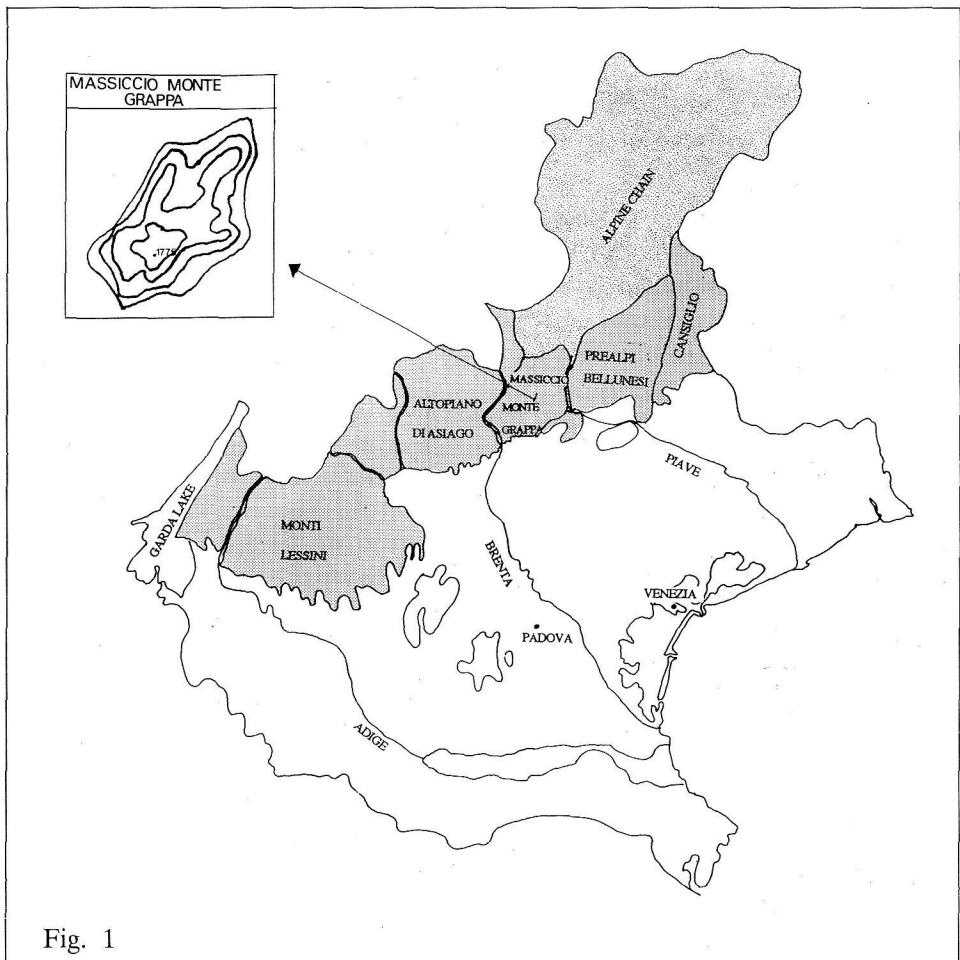 MASSICCIO MONTE
GRAPPA
1775
ALPINE CHAIN
CANSIGLIO
PREALPI
BELLUNESI
MASSICCIO
MONTE
GRAPPA
ALTOPIANO
DI ASIAGO
GARDA LAKE
MONTI
LESSINI
PIAVE
BRENTA
VENEZIA
PADOVA
ADIGE
Fig. 1